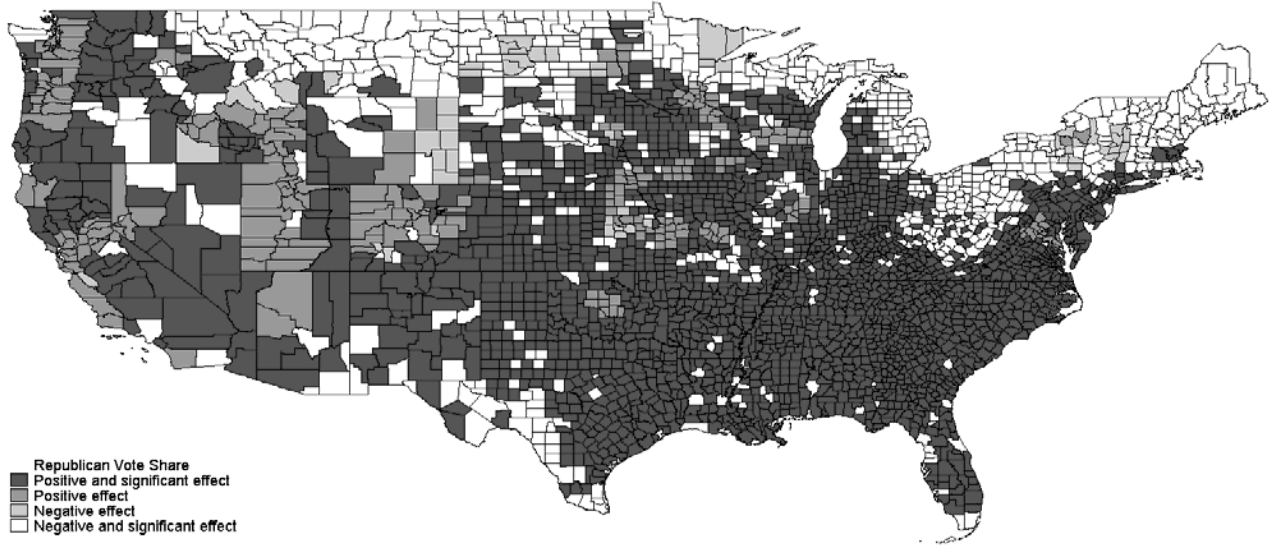 Republican Vote Share
Positive and significant effect
Positive effect
Negative effect
Negative and significant effect